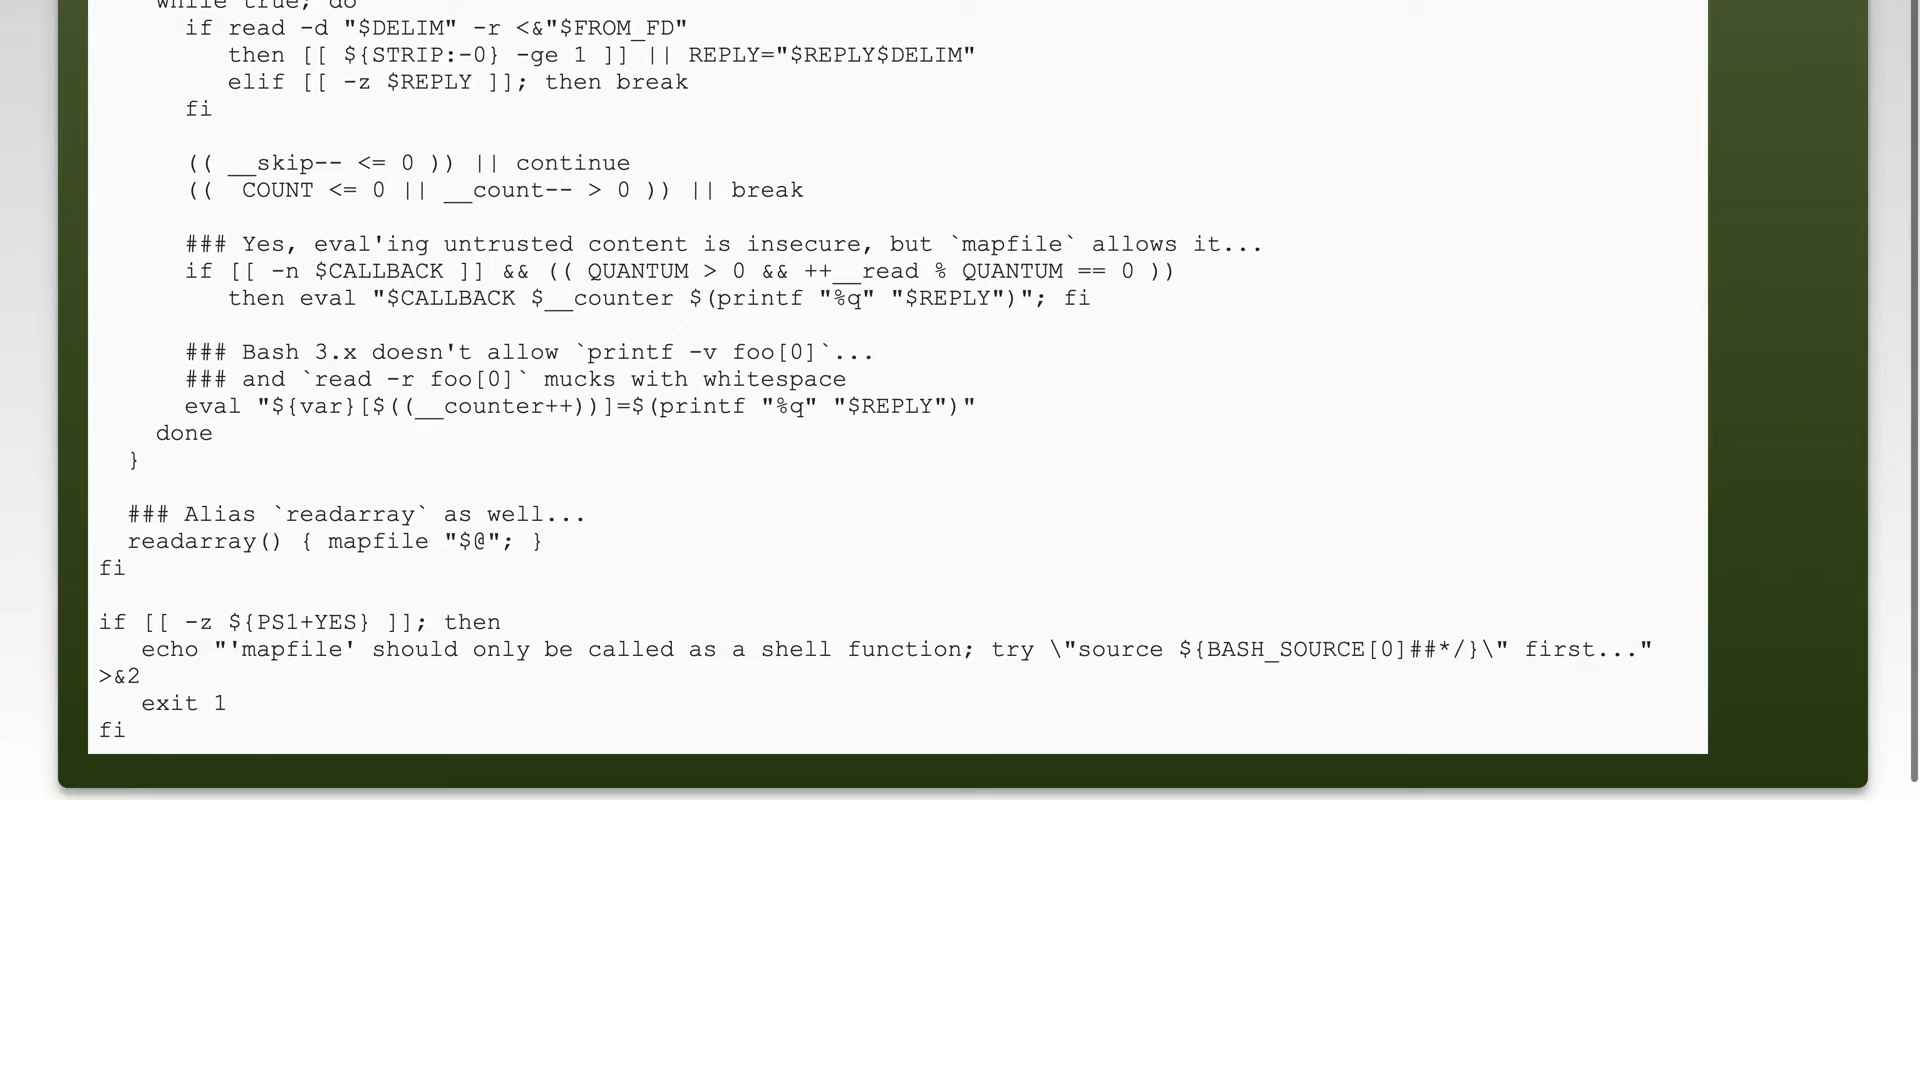 while true; do
if read -d "$DELIM" -r <&"$FROM_FD"
then [[ ${STRIP:-0} -ge 1 ]] || REPLY="$REPLY$DELIM"
elif [[ -z $REPLY ]]; then break
fi
(( __skip-- <= 0 )) || continue
((  COUNT <= 0 || __count-- > 0 )) || break
### Yes, eval'ing untrusted content is insecure, but `mapfile` allows it...
if [[ -n $CALLBACK ]] && (( QUANTUM > 0 && ++__read % QUANTUM == 0 ))
then eval "$CALLBACK $__counter $(printf "%q" "$REPLY")"; fi
### Bash 3.x doesn't allow `printf -v foo[0]`...
### and `read -r foo[0]` mucks with whitespace
eval "${var}[$((__counter++))]=$(printf "%q" "$REPLY")"
done
}
### Alias `readarray` as well...
readarray() { mapfile "$@"; }
fi
if [[ -z ${PS1+YES} ]]; then
echo "'mapfile' should only be called as a shell function; try \"source ${BASH_SOURCE[0]##*/}\" first..."
>&2
exit 1
fi